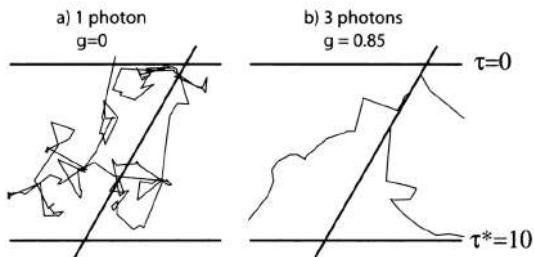 a) 1 photon
g=0
b) 3 photons
g = 0.85
τ=0
τ*=10